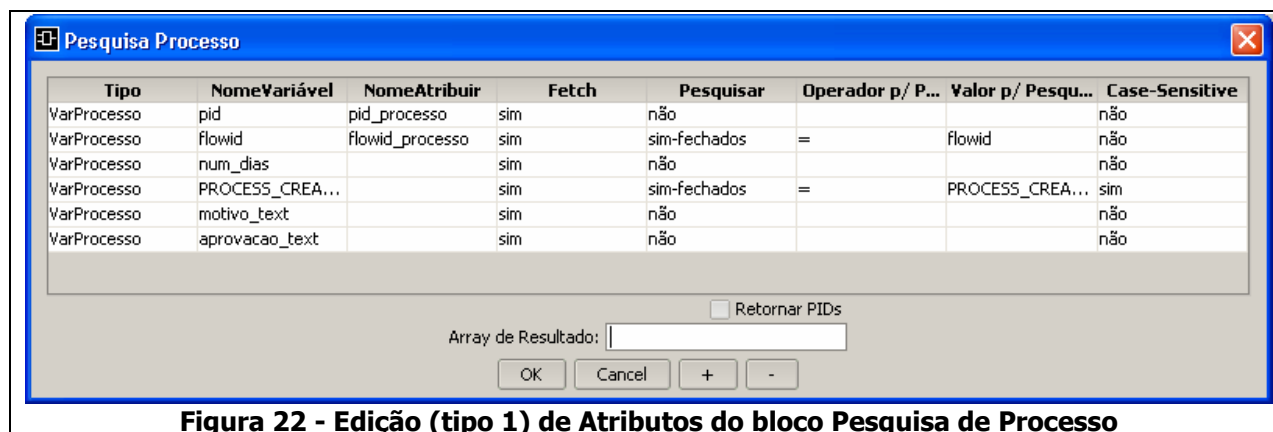 Pesquisa Processo
Tipo NomeVariável NomeAtribuir Fetch Pesquisar Operador p/ P... Valor p/ Pesqu... Case-Sensitive
VarProcesso pid pid_processo sim não não
VarProcesso flowid flowid_processo sim sim-fechados = flowid não
VarProcesso num_dias sim não não
VarProcesso PROCESS_CREA... sim sim-fechados = PROCESS_CREA... sim
VarProcesso motivo_text sim não não
VarProcesso aprovacao_text sim não não
Retornar PIDs
Array de Resultado:
OK Cancel + -
Figura 22 - Edição (tipo 1) de Atributos do bloco Pesquisa de Processo